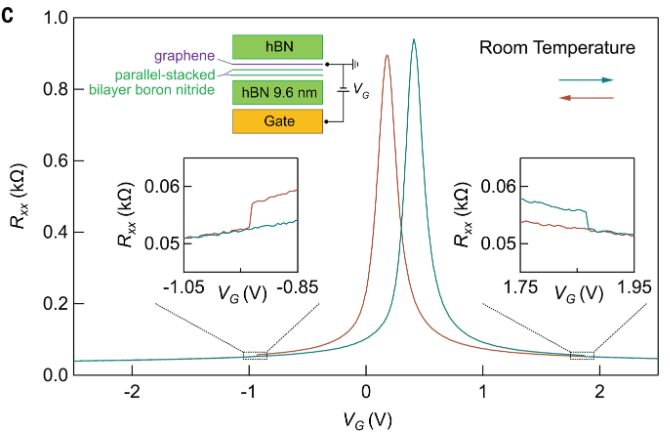 c
1.0
0.8
0.6
0.4
0.2
0.0
R_xx (kΩ)
-2
-1
0
1
2
V_G (V)
hBN
graphene
parallel-stacked
bilayer boron nitride
hBN 9.6 nm
Gate
V_G
Room Temperature
0.06
0.05
R_xx (kΩ)
-1.05
-0.85
V_G (V)
0.06
0.05
R_xx (kΩ)
1.75
1.95
V_G (V)